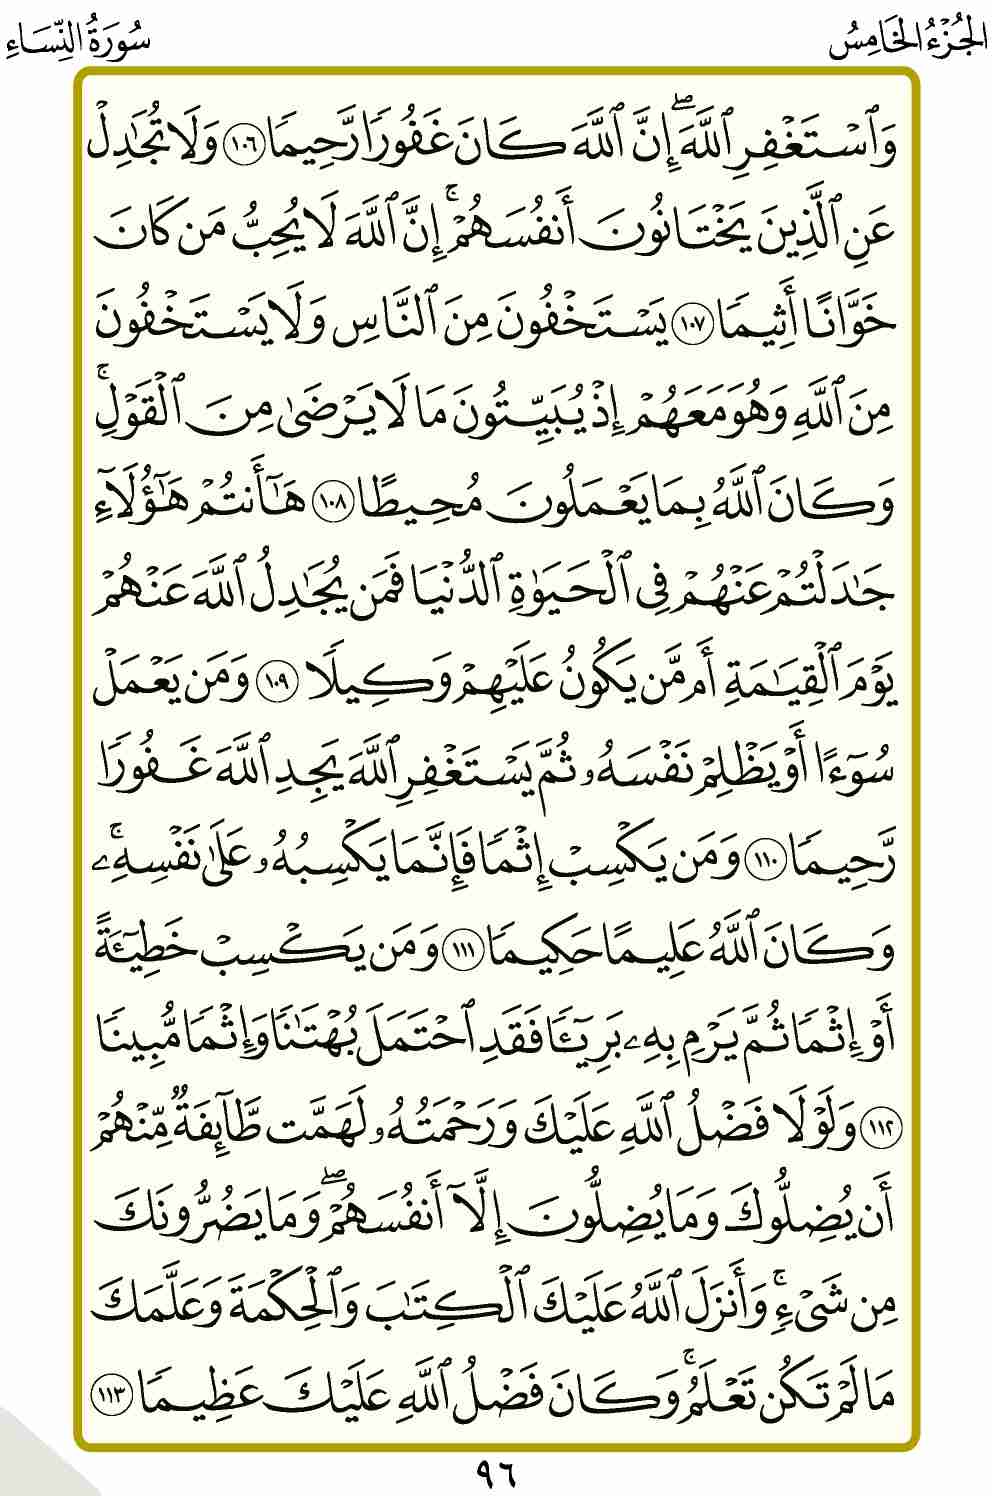 الجُزْءُ الخَامِسُ
سُورَةُ النِّسَاءِ
وَٱسْتَغْفِرِ ٱللَّهَۖ إِنَّ ٱللَّهَ كَانَ غَفُورًا رَّحِيمًا ١٠٦ وَلَا تُجَٰدِلْ
عَنِ ٱلَّذِينَ يَخْتَانُونَ أَنفُسَهُمْۚ إِنَّ ٱللَّهَ لَا يُحِبُّ مَن كَانَ
خَوَّانًا أَثِيمًا ١٠٧ يَسْتَخْفُونَ مِنَ ٱلنَّاسِ وَلَا يَسْتَخْفُونَ
مِنَ ٱللَّهِ وَهُوَ مَعَهُمْ إِذْ يُبَيِّتُونَ مَا لَا يَرْضَىٰ مِنَ ٱلْقَوْلِۚ
وَكَانَ ٱللَّهُ بِمَا يَعْمَلُونَ مُحِيطًا ١٠٨ هَٰٓأَنتُمْ هَٰٓؤُلَآءِ
جَٰدَلْتُمْ عَنْهُمْ فِى ٱلْحَيَوٰةِ ٱلدُّنْيَا فَمَن يُجَٰدِلُ ٱللَّهَ عَنْهُمْ
يَوْمَ ٱلْقِيَٰمَةِ أَم مَّن يَكُونُ عَلَيْهِمْ وَكِيلًا ١٠٩ وَمَن يَعْمَلْ
سُوٓءًا أَوْ يَظْلِمْ نَفْسَهُۥ ثُمَّ يَسْتَغْفِرِ ٱللَّهَ يَجِدِ ٱللَّهَ غَفُورًا
رَّحِيمًا ١١٠ وَمَن يَكْسِبْ إِثْمًا فَإِنَّمَا يَكْسِبُهُۥ عَلَىٰ نَفْسِهِۦۚ
وَكَانَ ٱللَّهُ عَلِيمًا حَكِيمًا ١١١ وَمَن يَكْسِبْ خَطِيٓـَٔةً
أَوْ إِثْمًا ثُمَّ يَرْمِ بِهِۦ بَرِيٓـًٔا فَقَدِ ٱحْتَمَلَ بُهْتَٰنًا وَإِثْمًا مُّبِينًا
١١٢ وَلَوْلَا فَضْلُ ٱللَّهِ عَلَيْكَ وَرَحْمَتُهُۥ لَهَمَّت طَّآئِفَةٌ مِّنْهُمْ
أَن يُضِلُّوكَ وَمَا يُضِلُّونَ إِلَّآ أَنفُسَهُمْۖ وَمَا يَضُرُّونَكَ
مِن شَىْءٍۚ وَأَنزَلَ ٱللَّهُ عَلَيْكَ ٱلْكِتَٰبَ وَٱلْحِكْمَةَ وَعَلَّمَكَ
مَا لَمْ تَكُن تَعْلَمُۚ وَكَانَ فَضْلُ ٱللَّهِ عَلَيْكَ عَظِيمًا ١١٣
٩٦